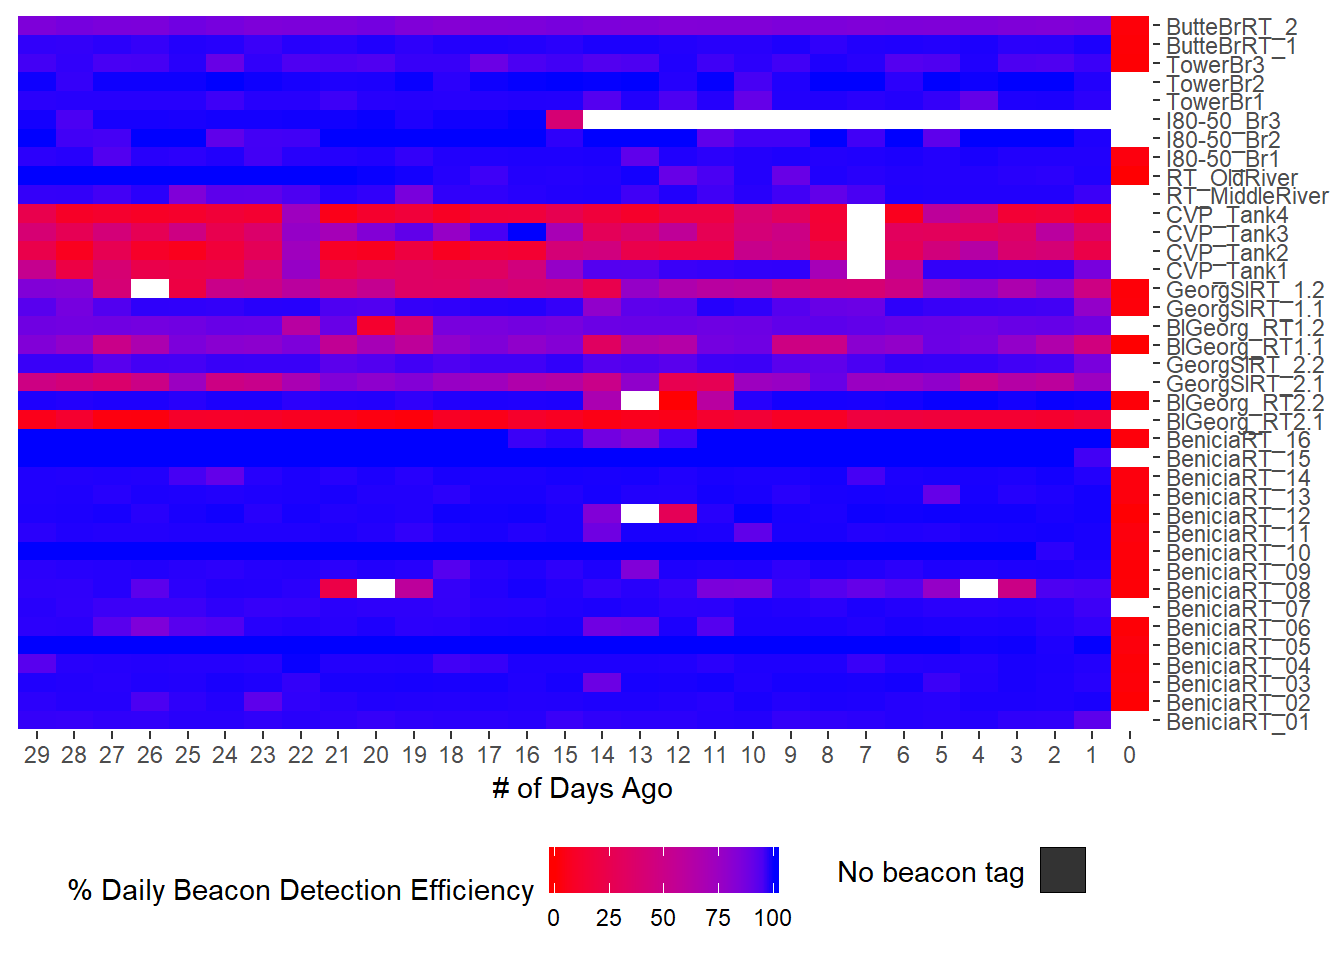 ButteBrRT_2
ButteBrRT_1
TowerBr3
TowerBr2
TowerBr1
I80-50_Br3
I80-50_Br2
I80-50_Br1
RT_OldRiver
RT_MiddleRiver
CVP_Tank4
CVP_Tank3
CVP_Tank2
CVP_Tank1
GeorgSlRT_1.2
GeorgSlRT_1.1
BlGeorg_RT1.2
BlGeorg_RT1.1
GeorgSlRT_2.2
GeorgSlRT_2.1
BlGeorg_RT2.2
BlGeorg_RT2.1
BeniciaRT_16
BeniciaRT_15
BeniciaRT_14
BeniciaRT_13
BeniciaRT_12
BeniciaRT_11
BeniciaRT_10
BeniciaRT_09
BeniciaRT_08
BeniciaRT_07
BeniciaRT_06
BeniciaRT_05
BeniciaRT_04
BeniciaRT_03
BeniciaRT_02
BeniciaRT_01
29 28 27 26 25 24 23 22 21 20 19 18 17 16 15 14 13 12 11 10 9 8 7 6 5 4 3 2 1 0
# of Days Ago
% Daily Beacon Detection Efficiency
0 25 50 75 100
No beacon tag